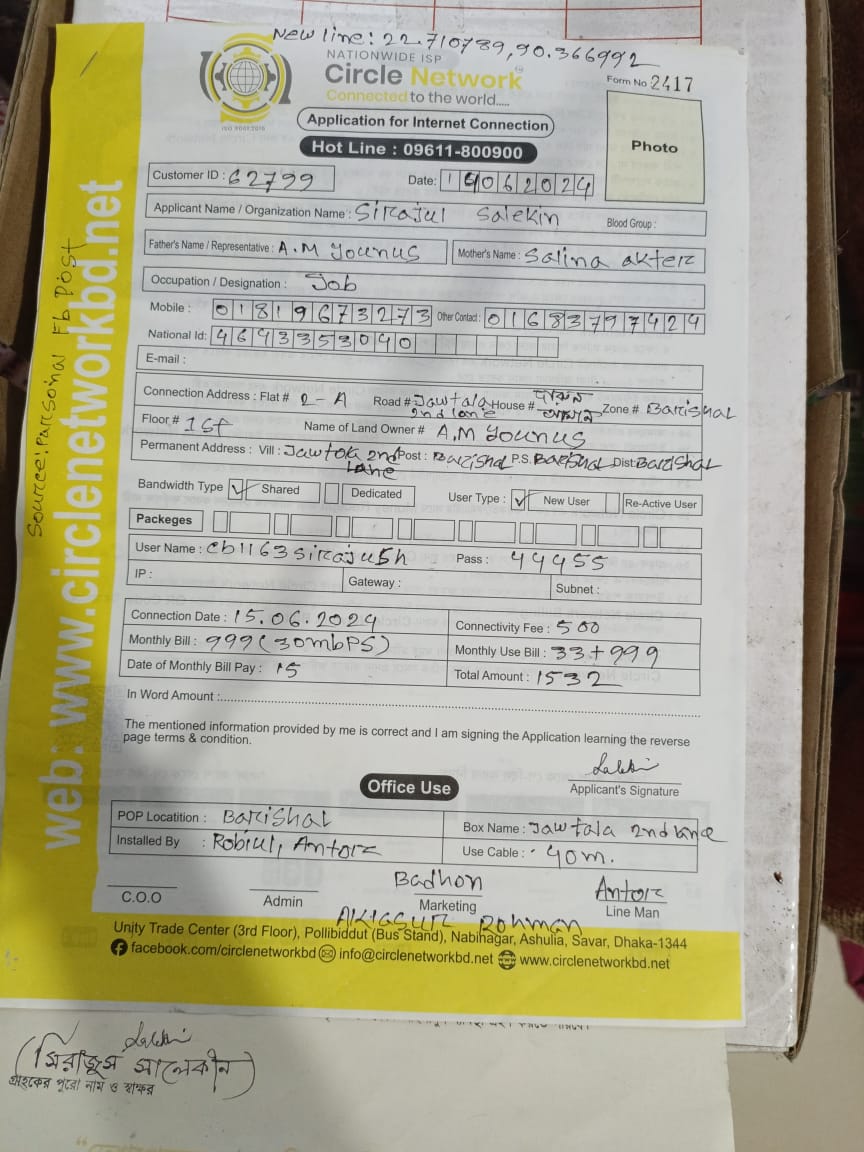 New line: 22.710789,90.366992
NATIONWIDE ISP
Circle Network
Connected to the world.....
ISO 9001:2015
Form No 2417
Application for Internet Connection
Hot Line : 09611-800900
Photo
Customer ID : 62799
Date: 19062024
Applicant Name / Organization Name : Sirajul Salekin
Blood Group :
Father's Name / Representative : A.M Younus
Mother's Name : Salina akter
Occupation / Designation : Job
Mobile : 01819673273 Other Contact : 01683797424
National Id: 4643353040
E-mail :
Connection Address : Flat # 2-A Road # Jawtala 2nd lane House # Zone # Barishal
Floor # 1st Name of Land Owner # A.M Younus
Permanent Address : Vill : 2nd Lane Post : Barishal P.S. Barishal Dist: Barishal
Bandwidth Type ✓ Shared Dedicated User Type : ✓ New User Re-Active User
Packeges
User Name : Pass : 44455
IP : Gateway : Subnet :
Connection Date : 15.06.2024 Connectivity Fee : 500
Monthly Bill : 999 (30mbPS) Monthly Use Bill : 33+999
Date of Monthly Bill Pay : 15 Total Amount : 1532
In Word Amount :
The mentioned information provided by me is correct and I am signing the Application learning the reverse
page terms & condition.
Salekin
Applicant's Signature
Office Use
POP Locatition : Barishal Box Name : Jawtala 2nd lane
Installed By : Robiul, Antor Use Cable : 40m.
C.O.O
Admin
Badhon
Marketing
Rohman
Antor
Line Man
Unity Trade Center (3rd Floor), Pollibiddut (Bus Stand), Nabinagar, Ashulia, Savar, Dhaka-1344
facebook.com/circlenetworkbd info@circlenetworkbd.net www.circlenetworkbd.net
web: www.circlenetworkbd.net
Source: Parsonal Fb Post
Salekin
(সিরাজুস সালেকীন)
গ্রাহকের পুরো নাম ও স্বাক্ষর